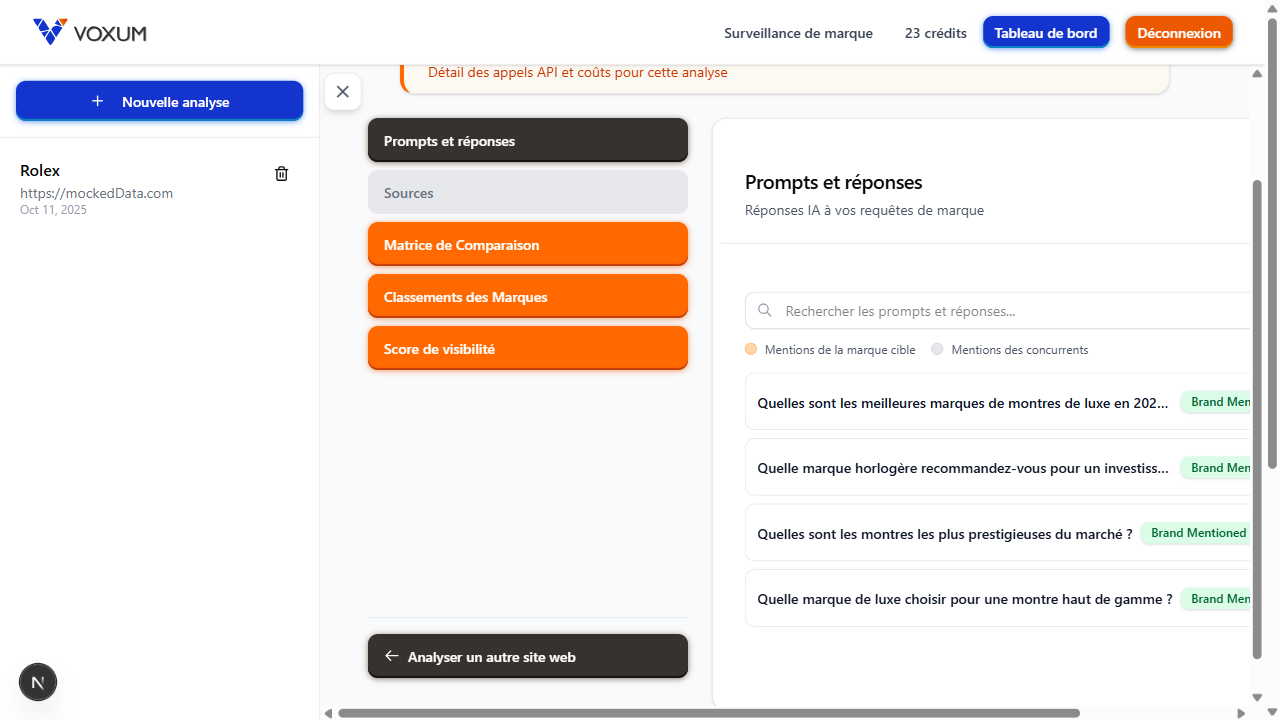 VOXUM
Surveillance de marque
23 crédits
Tableau de bord
Déconnexion
+ Nouvelle analyse
Rolex
https://mockedData.com
Oct 11, 2025
Détail des appels API et coûts pour cette analyse
Prompts et réponses
Sources
Matrice de Comparaison
Classements des Marques
Score de visibilité
← Analyser un autre site web
Prompts et réponses
Réponses IA à vos requêtes de marque
Rechercher les prompts et réponses...
Mentions de la marque cible
Mentions des concurrents
Quelles sont les meilleures marques de montres de luxe en 202...
Brand Men
Quelle marque horlogère recommandez-vous pour un investiss...
Brand Men
Quelles sont les montres les plus prestigieuses du marché ?
Brand Mentioned
Quelle marque de luxe choisir pour une montre haut de gamme ?
Brand Men
N